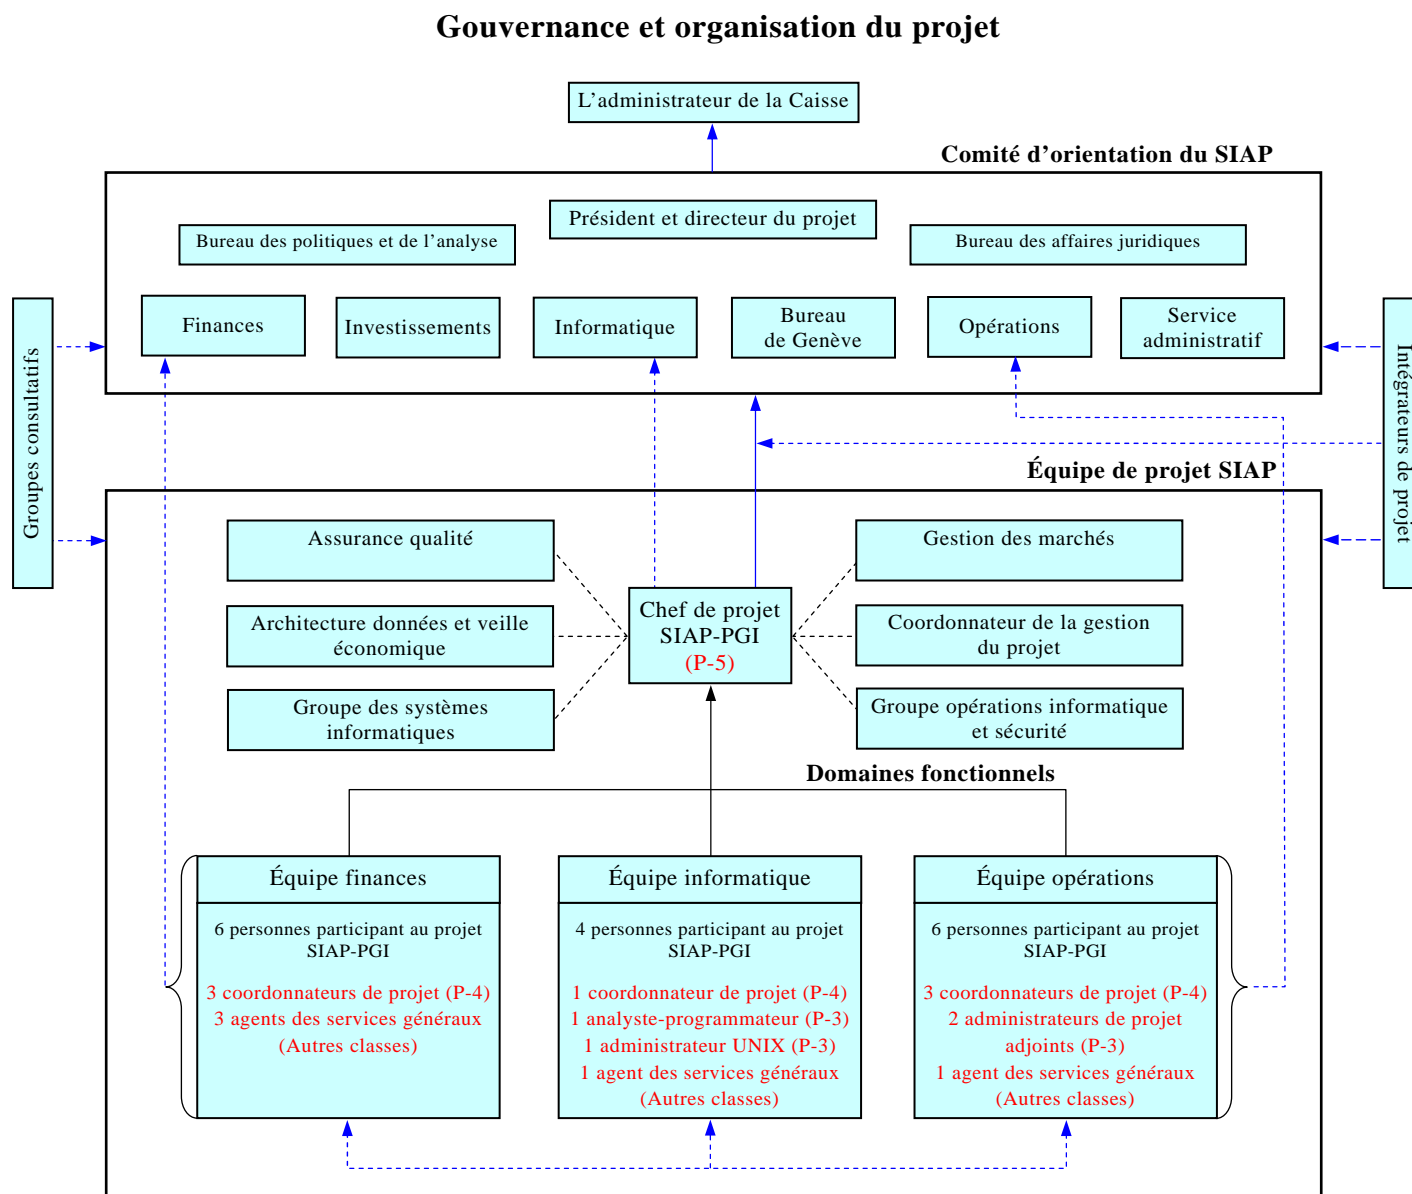 Gouvernance et organisation du projet
L’administrateur de la Caisse
Comité d’orientation du SIAP
Président et directeur du projet
Bureau des politiques et de l’analyse
Bureau des affaires juridiques
Finances
Investissements
Informatique
Bureau
de Genève
Opérations
Service
administratif
Groupes consultatifs
Intégrateurs de projet
Équipe de projet SIAP
Assurance qualité
Gestion des marchés
Chef de projet
SIAP-PGI
(P-5)
Architecture données et veille
économique
Coordonnateur de la gestion
du projet
Groupe des systèmes
informatiques
Groupe opérations informatique
et sécurité
Domaines fonctionnels
Équipe finances
6 personnes participant au projet
SIAP-PGI
3 coordonnateurs de projet (P-4)
3 agents des services généraux
(Autres classes)
Équipe informatique
4 personnes participant au projet
SIAP-PGI
1 coordonnateur de projet (P-4)
1 analyste-programmateur (P-3)
1 administrateur UNIX (P-3)
1 agent des services généraux
(Autres classes)
Équipe opérations
6 personnes participant au projet
SIAP-PGI
3 coordonnateurs de projet (P-4)
2 administrateurs de projet
adjoints (P-3)
1 agent des services généraux
(Autres classes)